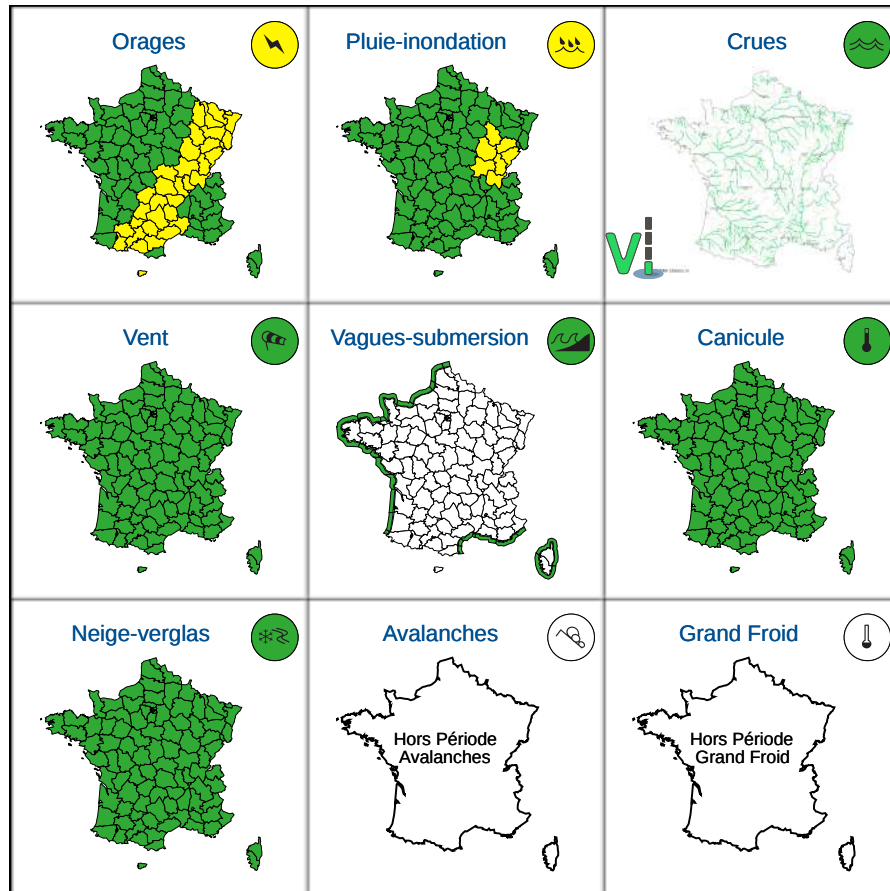 Orages
Pluie-inondation
Crues
Vent
Vagues-submersion
Canicule
Neige-verglas
Avalanches
Grand Froid
Hors Période
Avalanches
Hors Période
Grand Froid